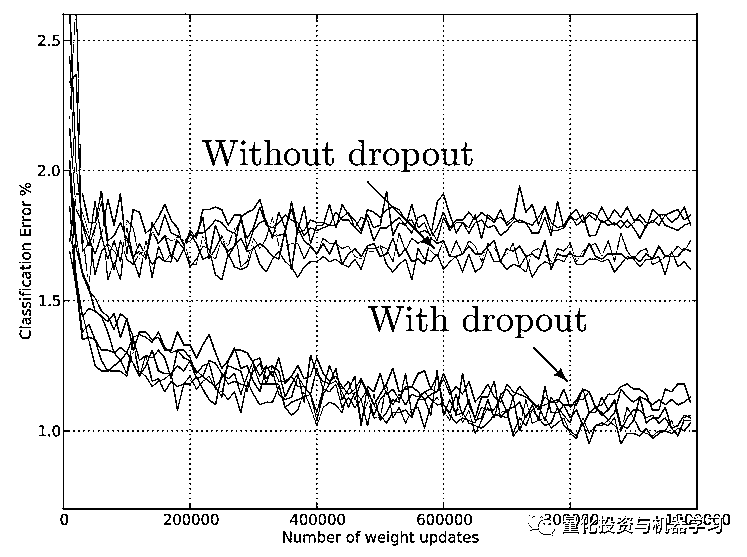 2.5
2.0
Without dropout
Classification Error %
1.5
With dropout
1.0
0 200000 400000 600000
量化投资与机器学习
Number of weight updates